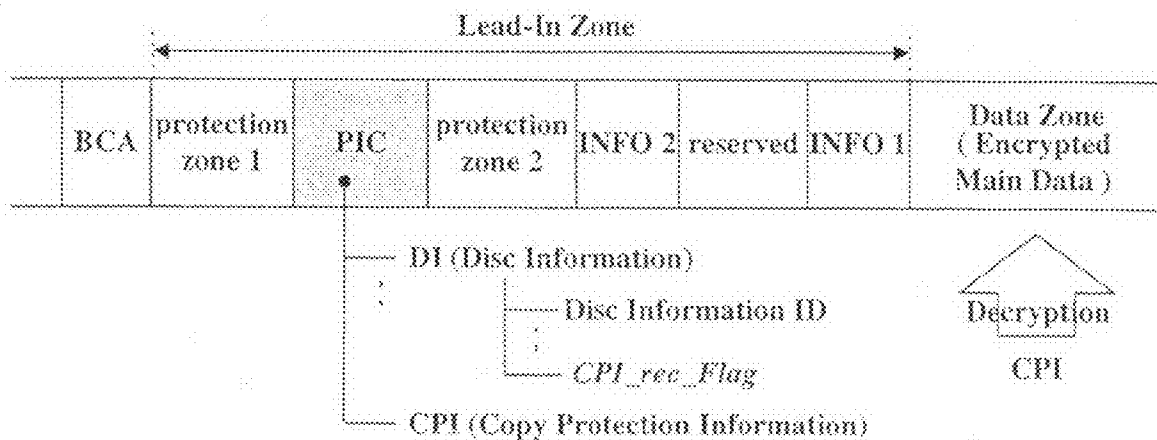 Lead-In Zone
BCA
protection
zone 1
PIC
protection
zone 2
INFO 2
reserved
INFO 1
Data Zone
( Encrypted
Main Data )
DI (Disc Information)
Disc Information ID
CPI_rec_Flag
CPI (Copy Protection Information)
Decryption
CPI